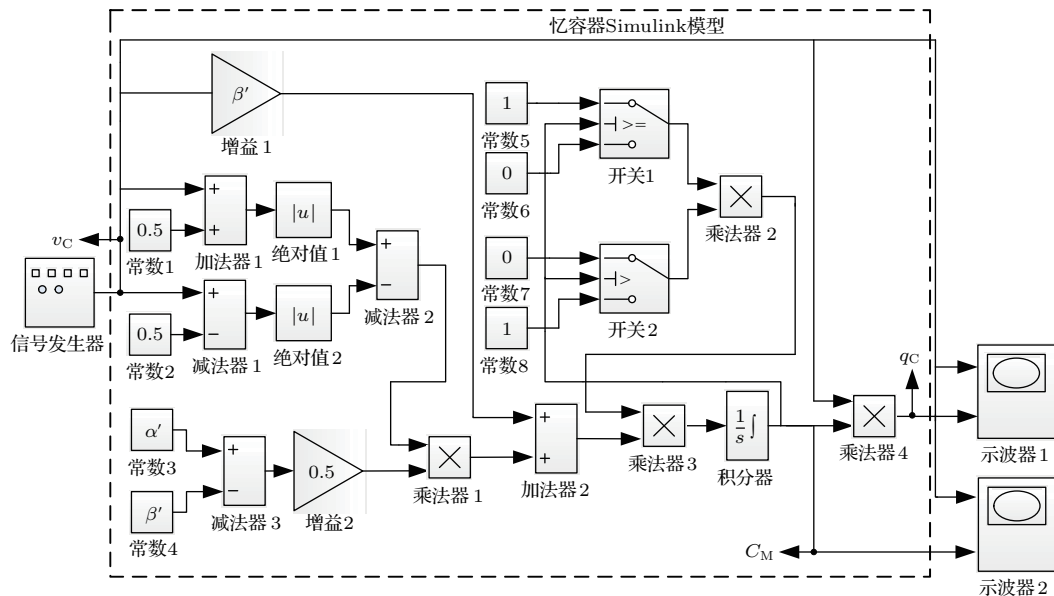 忆容器Simulink模型
β′
增益 1
1
常数5
>=
开关1
0
常数6
乘法器 2
+
+
加法器 1
|u|
绝对值 1
0.5
常数1
v_C
+
−
减法器 2
0
常数7
>
开关2
1
常数8
信号发生器
+
−
减法器 1
|u|
绝对值 2
0.5
常数2
q_C
示波器1
α′
常数3
+
−
减法器 3
0.5
增益2
乘法器 1
+
+
加法器2
乘法器3
1/s ∫
积分器
乘法器 4
β′
常数4
C_M
示波器 2